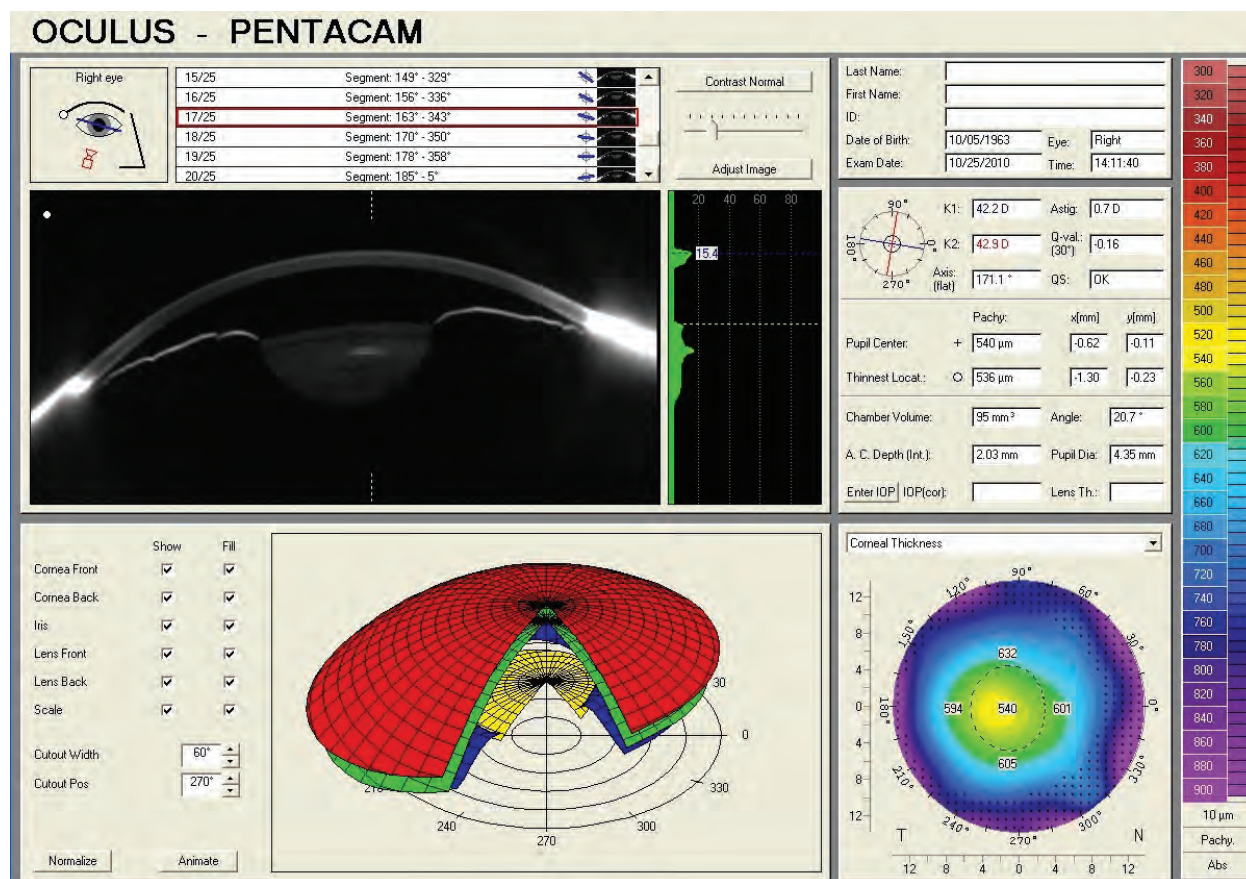 OCULUS - PENTACAM
Right eye
15/25 Segment: 149° - 329°
16/25 Segment: 156° - 336°
17/25 Segment: 163° - 343°
18/25 Segment: 170° - 350°
19/25 Segment: 178° - 358°
20/25 Segment: 185° - 5°
Contrast Normal
Adjust Image
20 40 60 80
15.4
Last Name:
First Name:
ID:
Date of Birth: 10/05/1963 Eye: Right
Exam Date: 10/25/2010 Time: 14:11:40
90°
180°
0°
270°
K1: 42.2 D Astig: 0.7 D
K2: 42.9 D Q-val.: (30°) -0.16
Axis: (flat) 171.1 ° QS: OK
Pachy: x[mm] y[mm]
Pupil Center: + 540 µm -0.62 -0.11
Thinnest Locat.: O 536 µm -1.30 -0.23
Chamber Volume: 95 mm³ Angle: 20.7 °
A. C. Depth (Int.): 2.03 mm Pupil Dia: 4.35 mm
Enter IOP IOP(cor): Lens Th.:
Show Fill
Cornea Front
Cornea Back
Iris
Lens Front
Lens Back
Scale
Cutout Width 60°
Cutout Pos 270°
Normalize Animate
30
0
330
300
270
240
Corneal Thickness
90°
120° 60°
150° 30°
180° 0°
210° 330°
240° 300°
270°
12
8
4
0
4
8
12
632
594 540 601
605
T N
12 8 4 0 4 8 12
300
320
340
360
380
400
420
440
460
480
500
520
540
560
580
600
620
640
660
680
700
720
740
760
780
800
820
840
860
880
900
10 µm
Pachy.
Abs